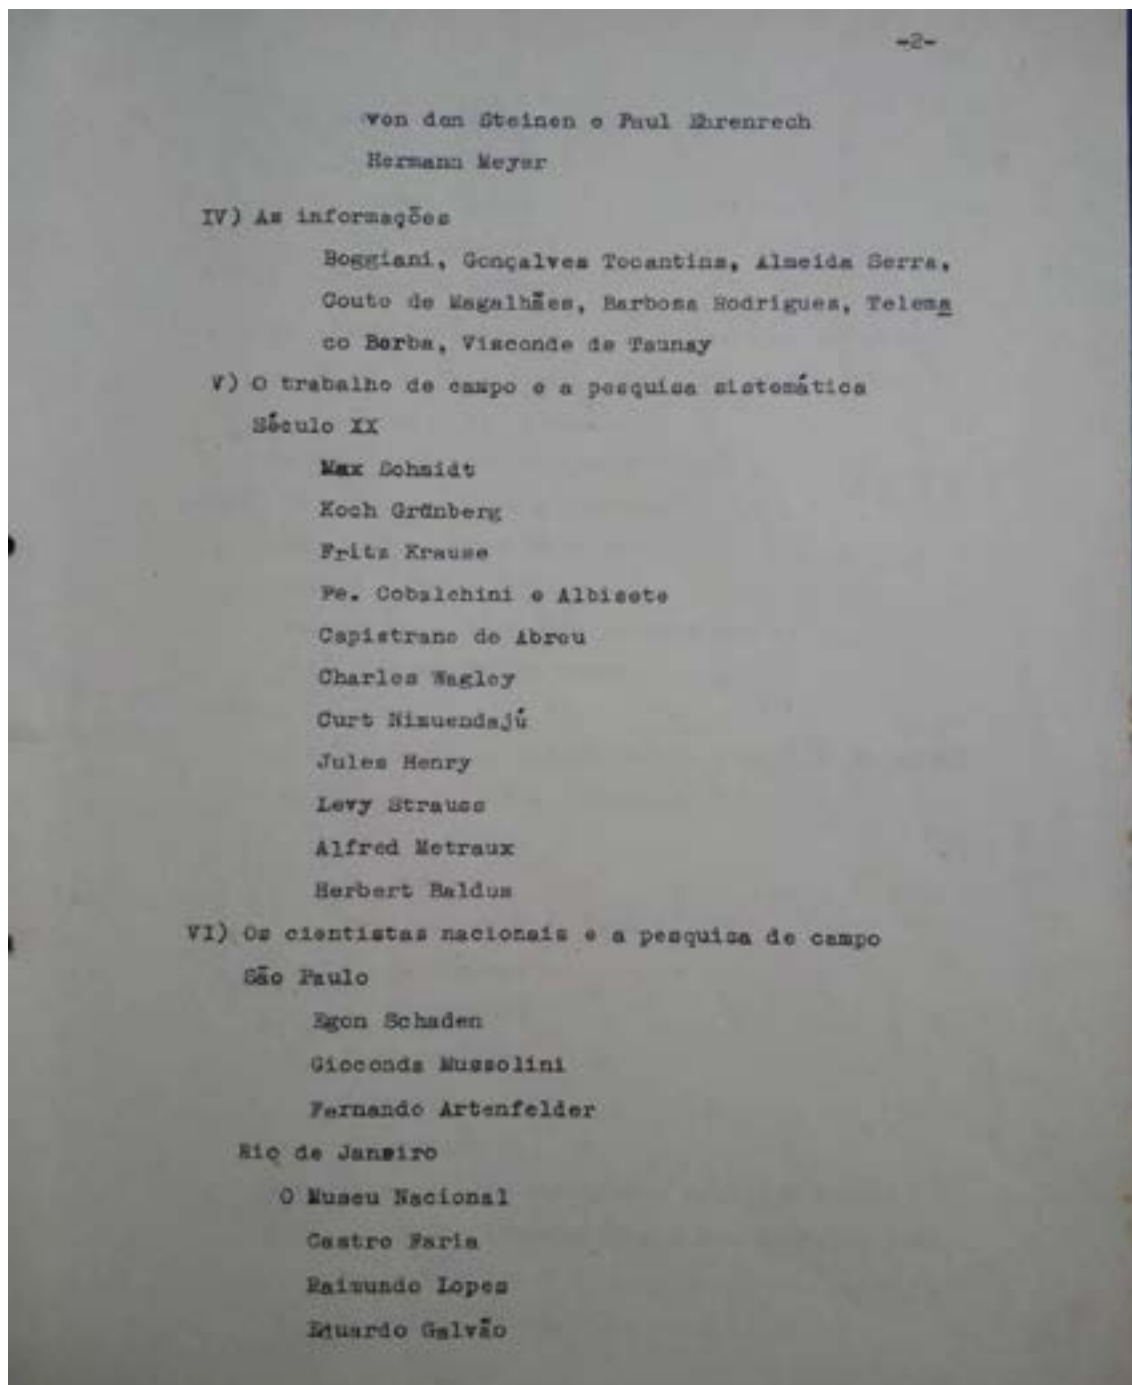 -2-
von den Steinen e Paul Ehrenrech
Hermann Meyer
IV) As informações
Boggiani, Gonçalves Tocantins, Almeida Serra,
Couto de Magalhães, Barbosa Rodrigues, Telema
co Borba, Visconde de Taunay
V) O trabalho de campo e a pesquisa sistemática
Século XX
Max Schmidt
Koch Grünberg
Fritz Krause
Pe. Cobalchini e Albisete
Capistrano de Abreu
Charles Wagley
Curt Nimuendajú
Jules Henry
Levy Strauss
Alfred Metraux
Herbert Baldus
VI) Os cientistas nacionais e a pesquisa de campo
São Paulo
Egon Schaden
Gioconda Mussolini
Fernando Artenfelder
Rio de Janeiro
O Museu Nacional
Castro Faria
Raimundo Lopes
Eduardo Galvão